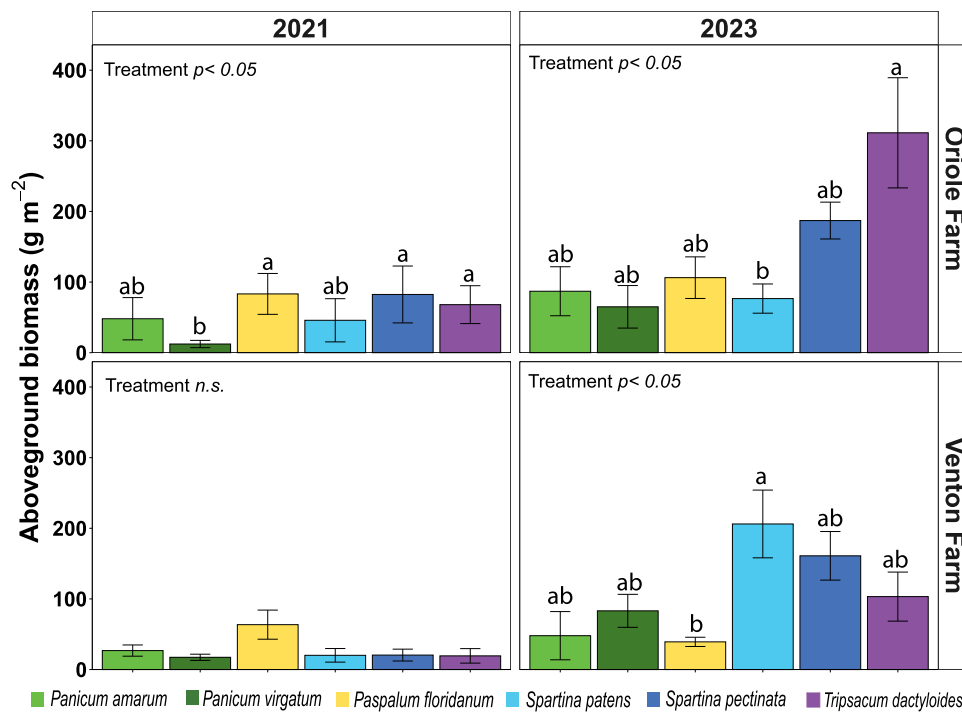 2021 2023
Treatment p< 0.05 Treatment p< 0.05
Oriole Farm
Aboveground biomass (g m⁻²)
400
300
200
100
0
ab b a ab a a
ab ab ab b ab a
Treatment n.s. Treatment p< 0.05
Venton Farm
400
300
200
100
0
ab ab b a ab ab
Panicum amarum Panicum virgatum Paspalum floridanum Spartina patens Spartina pectinata Tripsacum dactyloides